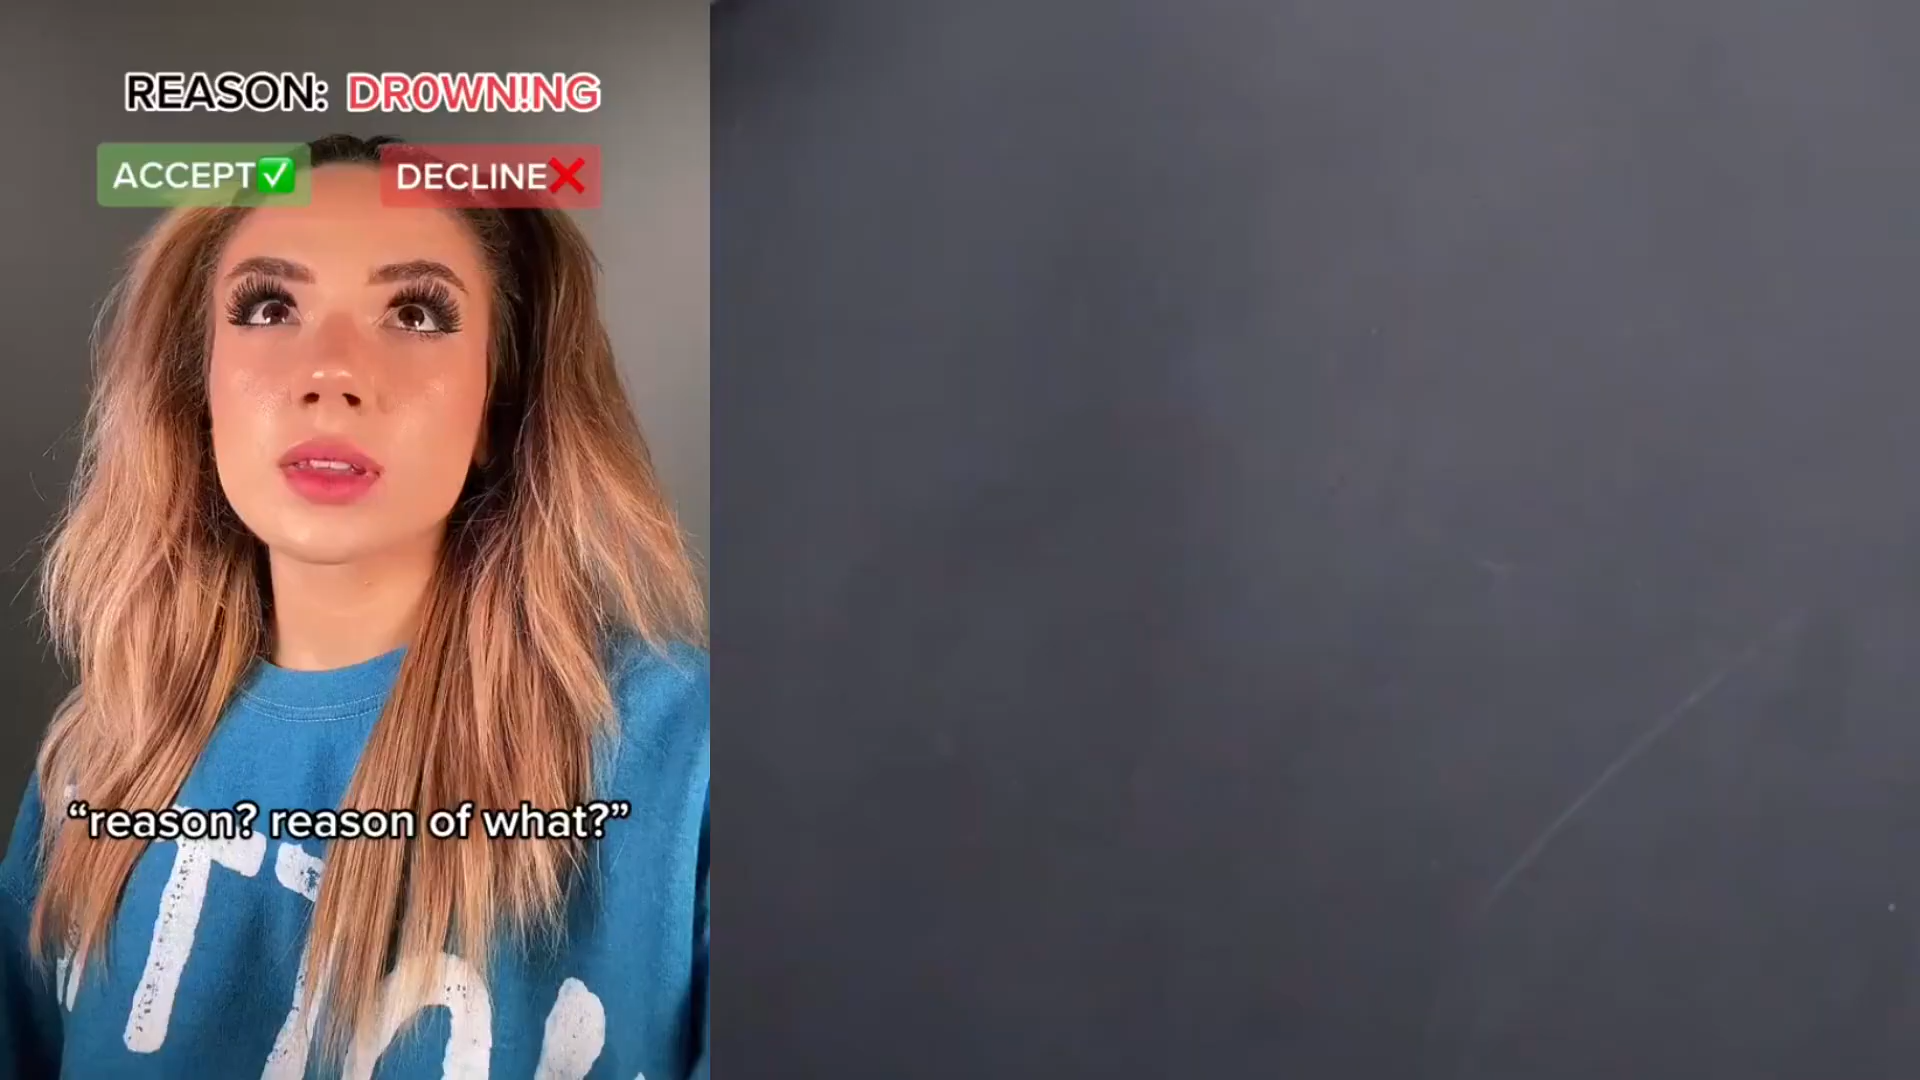 REASON: DR0WN!NG
ACCEPT✅ DECLINE❌
“reason? reason of what?”